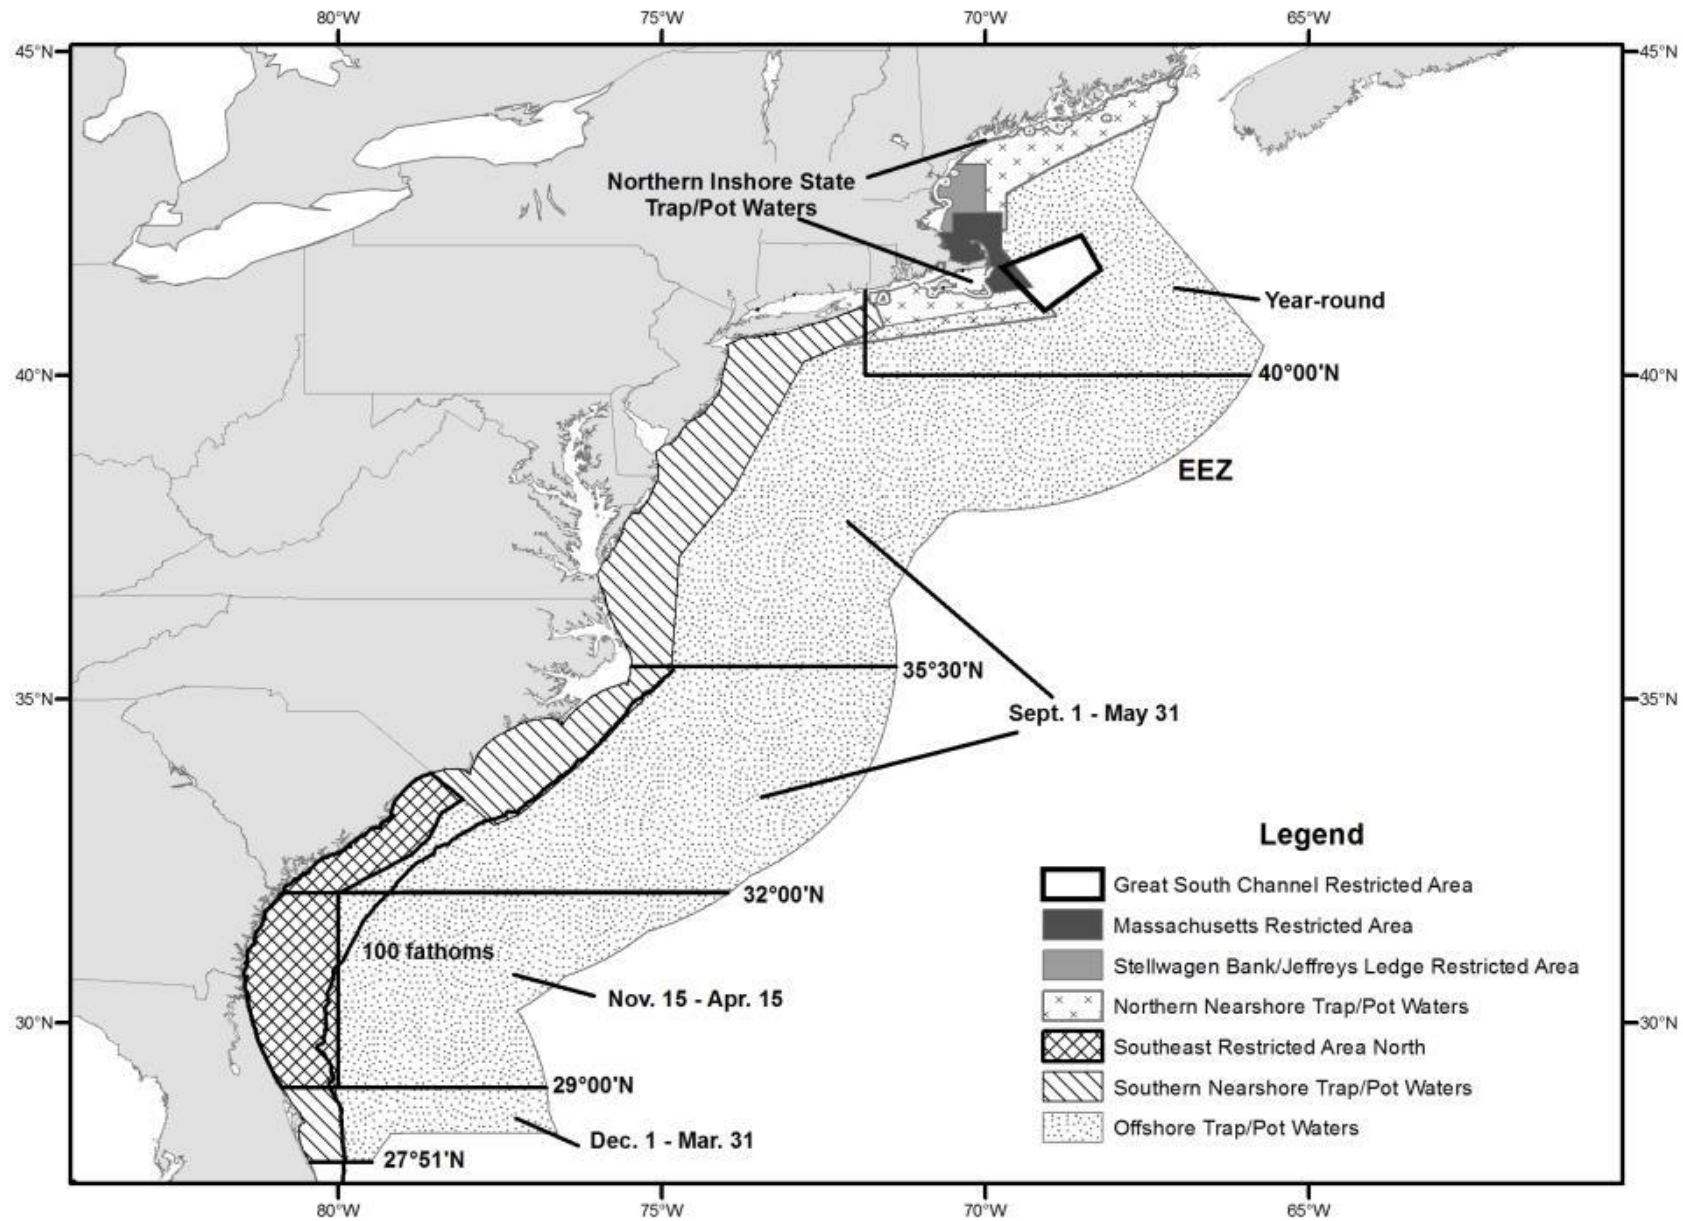 80°W 75°W 70°W 65°W
45°N 45°N
Northern Inshore State
Trap/Pot Waters
Year-round
40°N 40°00'N 40°N
EEZ
35°30'N
35°N 35°N
Sept. 1 - May 31
Legend
32°00'N
Great South Channel Restricted Area
Massachusetts Restricted Area
100 fathoms
Stellwagen Bank/Jeffreys Ledge Restricted Area
Nov. 15 - Apr. 15
Northern Nearshore Trap/Pot Waters
30°N 30°N
Southeast Restricted Area North
29°00'N
Southern Nearshore Trap/Pot Waters
Offshore Trap/Pot Waters
Dec. 1 - Mar. 31
27°51'N
80°W 75°W 70°W 65°W